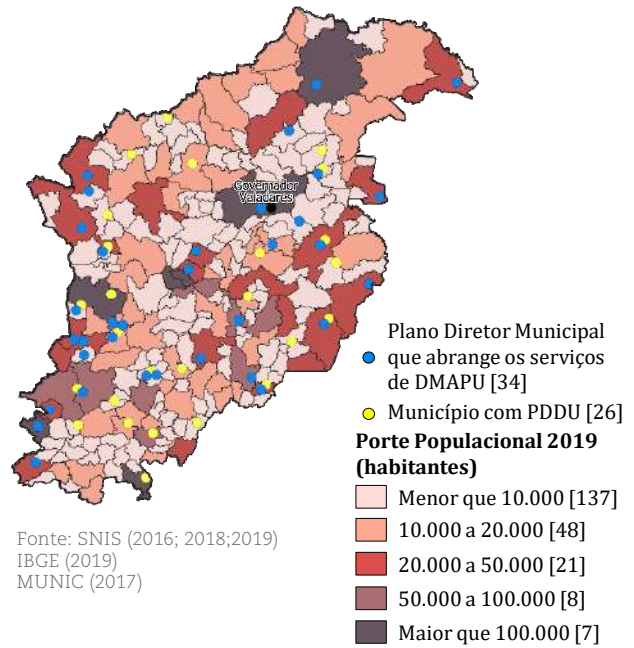 Governador
Valadares
Plano Diretor Municipal
que abrange os serviços
de DMAPU [34]
Município com PDDU [26]
Porte Populacional 2019
(habitantes)
Menor que 10.000 [137]
10.000 a 20.000 [48]
20.000 a 50.000 [21]
50.000 a 100.000 [8]
Maior que 100.000 [7]
Fonte: SNIS (2016; 2018;2019)
IBGE (2019)
MUNIC (2017)